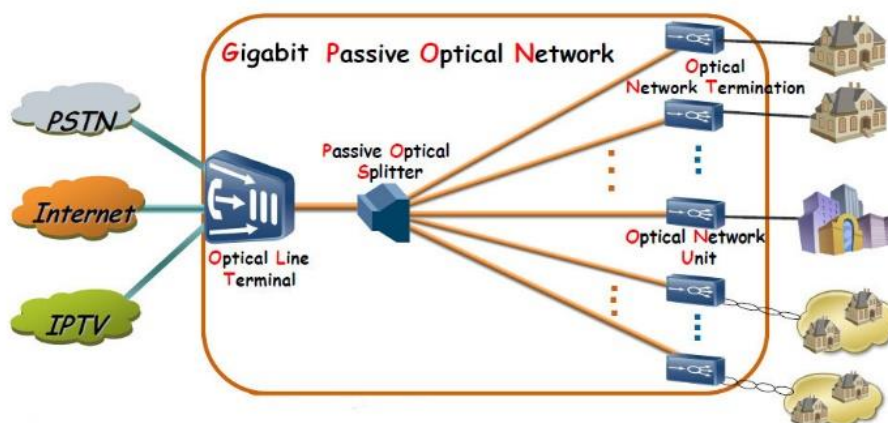 Gigabit Passive Optical Network
PSTN
Internet
IPTV
Optical Line
Terminal
Passive Optical
Splitter
Optical
Network Termination
Optical Network
Unit